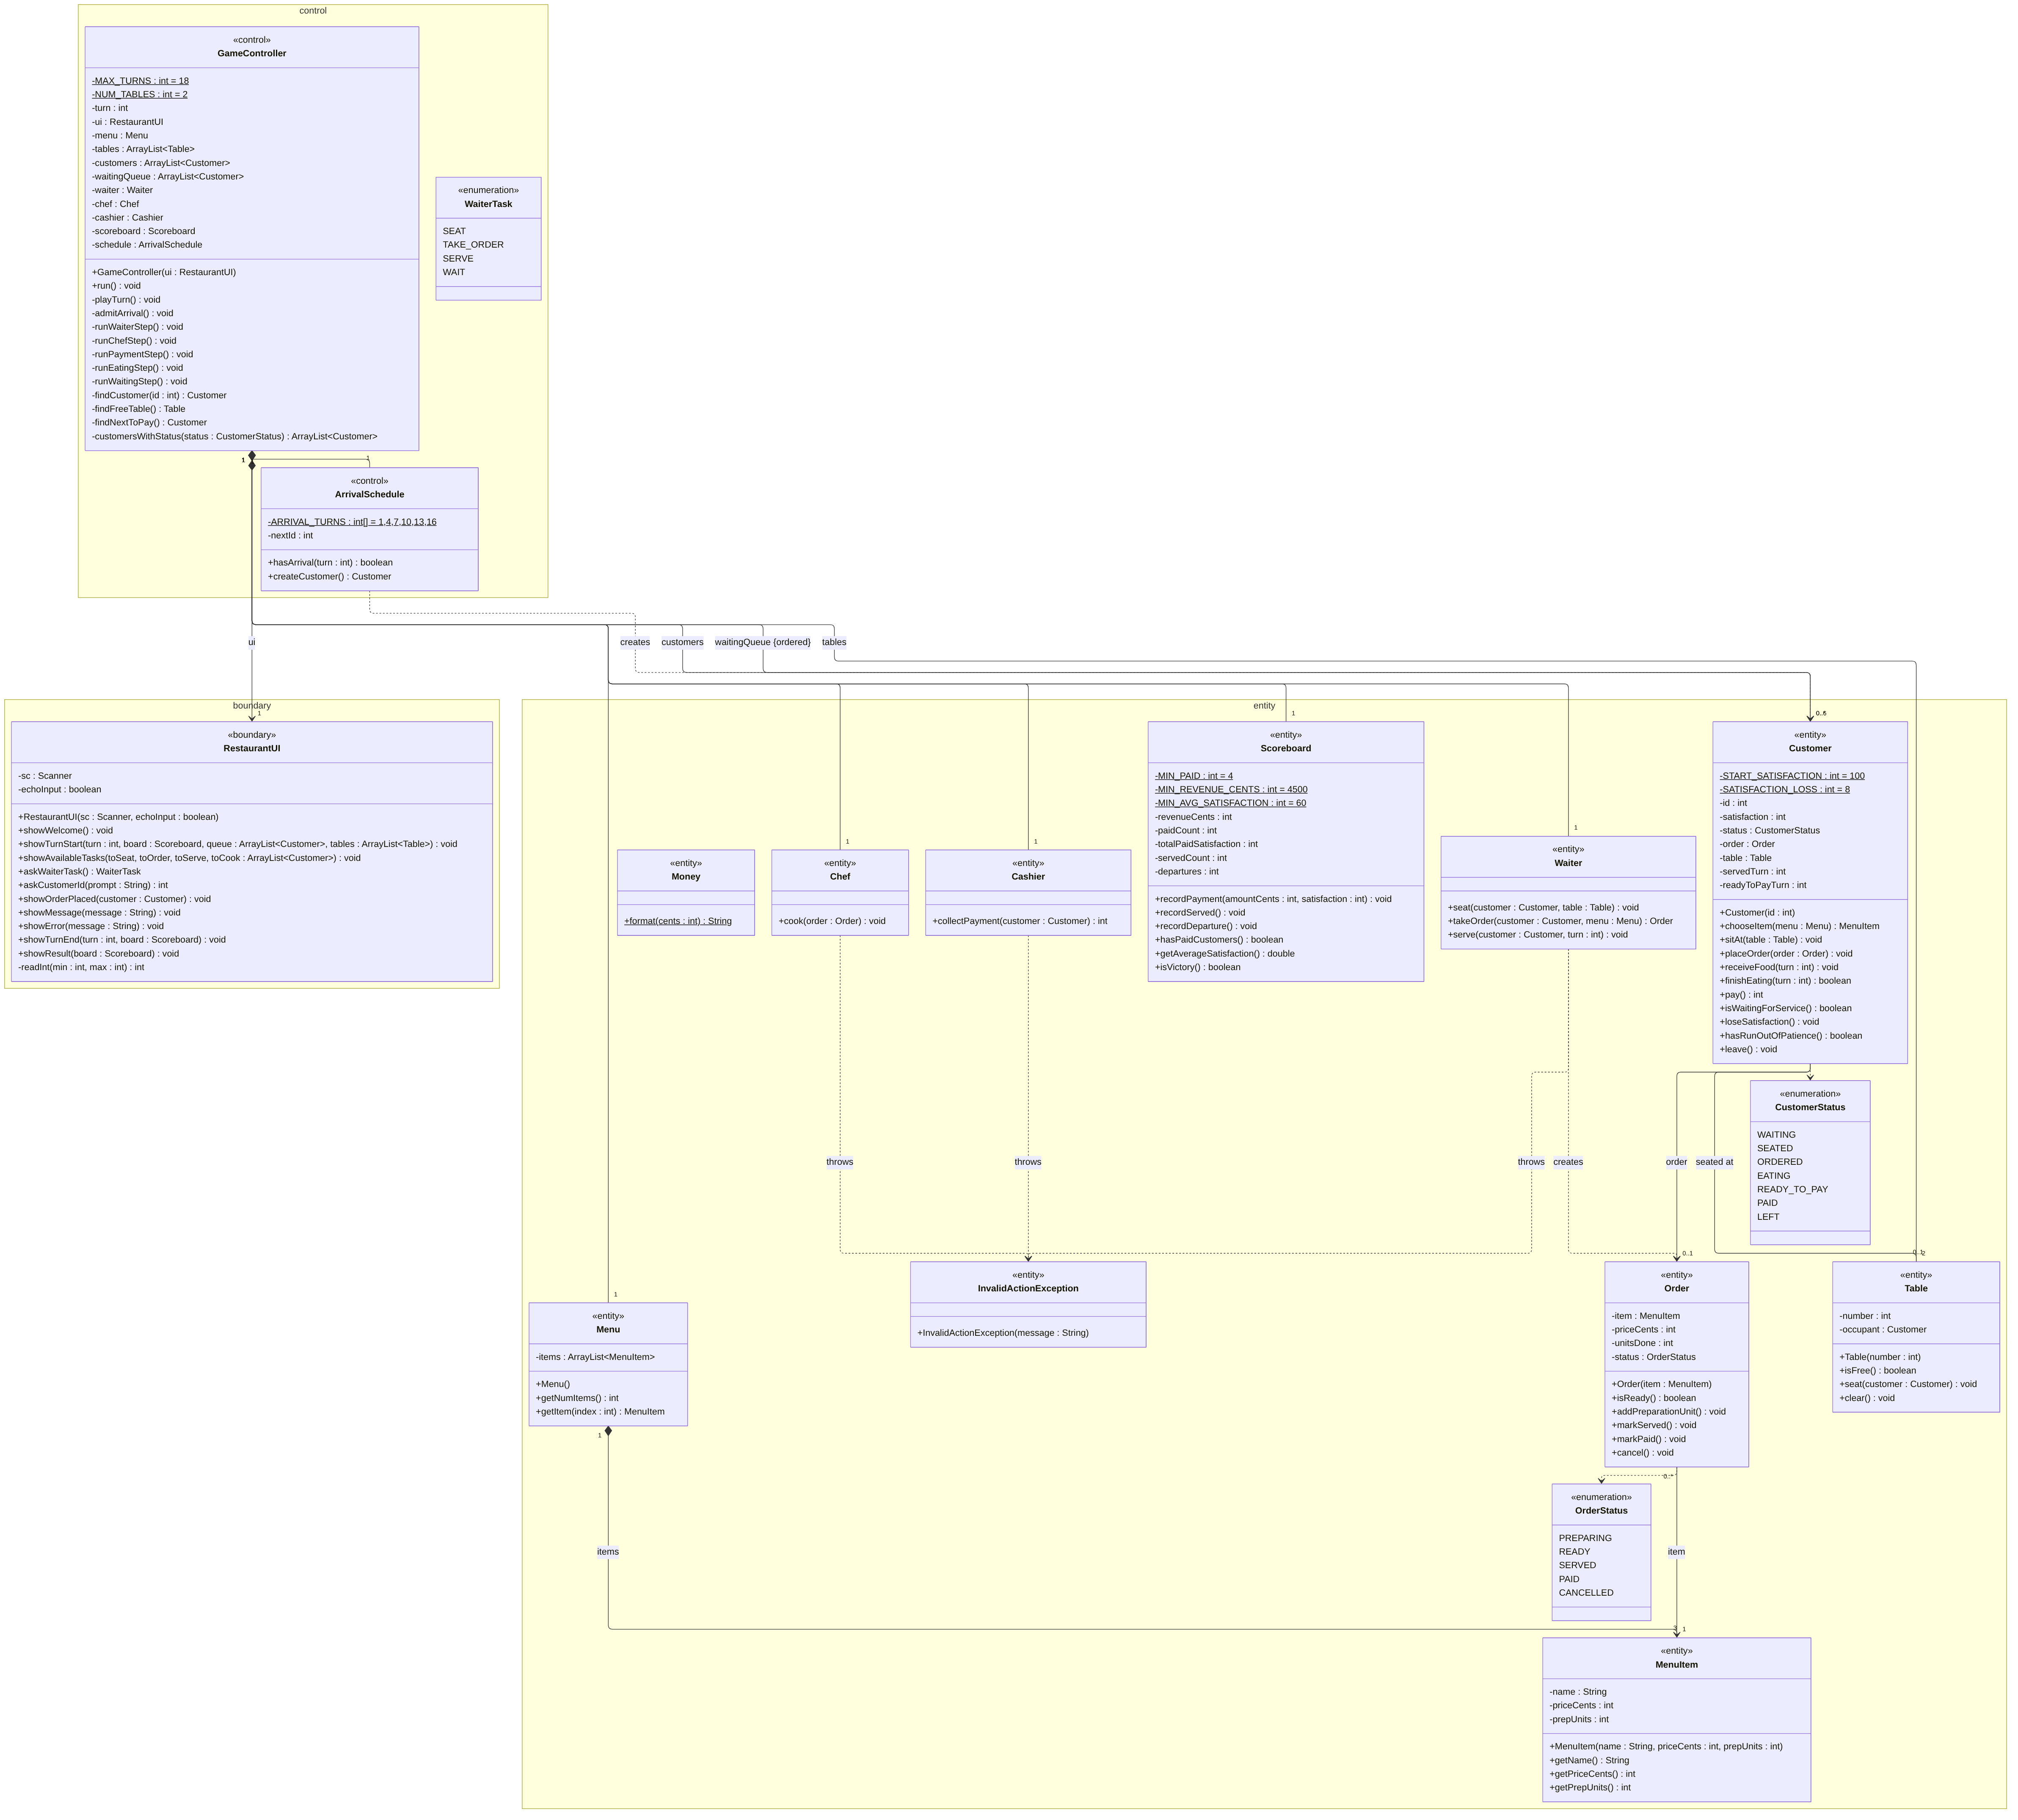 control
«control»
GameController
-MAX_TURNS : int = 18
-NUM_TABLES : int = 2
-turn : int
-ui : RestaurantUI
-menu : Menu
-tables : ArrayList<Table>
-customers : ArrayList<Customer>
-waitingQueue : ArrayList<Customer>
-waiter : Waiter
-chef : Chef
-cashier : Cashier
-scoreboard : Scoreboard
-schedule : ArrivalSchedule
+GameController(ui : RestaurantUI)
+run() : void
-playTurn() : void
-admitArrival() : void
-runWaiterStep() : void
-runChefStep() : void
-runPaymentStep() : void
-runEatingStep() : void
-runWaitingStep() : void
-findCustomer(id : int) : Customer
-findFreeTable() : Table
-findNextToPay() : Customer
-customersWithStatus(status : CustomerStatus) : ArrayList<Customer>
«enumeration»
WaiterTask
SEAT
TAKE_ORDER
SERVE
WAIT
1
1
«control»
ArrivalSchedule
-ARRIVAL_TURNS : int[] = 1,4,7,10,13,16
-nextId : int
+hasArrival(turn : int) : boolean
+createCustomer() : Customer
ui
creates
customers
waitingQueue {ordered}
tables
boundary
1
«boundary»
RestaurantUI
-sc : Scanner
-echoInput : boolean
+RestaurantUI(sc : Scanner, echoInput : boolean)
+showWelcome() : void
+showTurnStart(turn : int, board : Scoreboard, queue : ArrayList<Customer>, tables : ArrayList<Table>) : void
+showAvailableTasks(toSeat, toOrder, toServe, toCook : ArrayList<Customer>) : void
+askWaiterTask() : WaiterTask
+askCustomerId(prompt : String) : int
+showOrderPlaced(customer : Customer) : void
+showMessage(message : String) : void
+showError(message : String) : void
+showTurnEnd(turn : int, board : Scoreboard) : void
+showResult(board : Scoreboard) : void
-readInt(min : int, max : int) : int
entity
«entity»
Money
+format(cents : int) : String
1
«entity»
Chef
+cook(order : Order) : void
1
«entity»
Cashier
+collectPayment(customer : Customer) : int
1
«entity»
Scoreboard
-MIN_PAID : int = 4
-MIN_REVENUE_CENTS : int = 4500
-MIN_AVG_SATISFACTION : int = 60
-revenueCents : int
-paidCount : int
-totalPaidSatisfaction : int
-servedCount : int
-departures : int
+recordPayment(amountCents : int, satisfaction : int) : void
+recordServed() : void
+recordDeparture() : void
+hasPaidCustomers() : boolean
+getAverageSatisfaction() : double
+isVictory() : boolean
1
«entity»
Waiter
+seat(customer : Customer, table : Table) : void
+takeOrder(customer : Customer, menu : Menu) : Order
+serve(customer : Customer, turn : int) : void
«entity»
Customer
-START_SATISFACTION : int = 100
-SATISFACTION_LOSS : int = 8
-id : int
-satisfaction : int
-status : CustomerStatus
-order : Order
-table : Table
-servedTurn : int
-readyToPayTurn : int
+Customer(id : int)
+chooseItem(menu : Menu) : MenuItem
+sitAt(table : Table) : void
+placeOrder(order : Order) : void
+receiveFood(turn : int) : void
+finishEating(turn : int) : boolean
+pay() : int
+isWaitingForService() : boolean
+loseSatisfaction() : void
+hasRunOutOfPatience() : boolean
+leave() : void
«enumeration»
CustomerStatus
WAITING
SEATED
ORDERED
EATING
READY_TO_PAY
PAID
LEFT
throws
throws
throws
creates
order
seated at
1
«entity»
Menu
-items : ArrayList<MenuItem>
+Menu()
+getNumItems() : int
+getItem(index : int) : MenuItem
1
«entity»
InvalidActionException
+InvalidActionException(message : String)
0..1
«entity»
Order
-item : MenuItem
-priceCents : int
-unitsDone : int
-status : OrderStatus
+Order(item : MenuItem)
+isReady() : boolean
+addPreparationUnit() : void
+markServed() : void
+markPaid() : void
+cancel() : void
0..*
2
«entity»
Table
-number : int
-occupant : Customer
+Table(number : int)
+isFree() : boolean
+seat(customer : Customer) : void
+clear() : void
«enumeration»
OrderStatus
PREPARING
READY
SERVED
PAID
CANCELLED
items
item
3
1
«entity»
MenuItem
-name : String
-priceCents : int
-prepUnits : int
+MenuItem(name : String, priceCents : int, prepUnits : int)
+getName() : String
+getPriceCents() : int
+getPrepUnits() : int